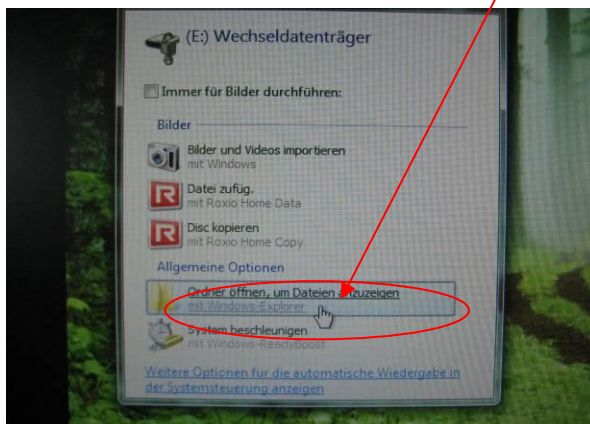 (E:) Wechseldatenträger
Immer für Bilder durchführen:
Bilder
Bilder und Videos importieren
mit Windows
Datei zufüg.
mit Roxio Home Data
Disc kopieren
mit Roxio Home Copy
Allgemeine Optionen
Ordner öffnen, um Dateien anzuzeigen
mit Windows-Explorer
System beschleunigen
mit Windows-ReadyBoost
Weitere Optionen für die automatische Wiedergabe in
der Systemsteuerung anzeigen